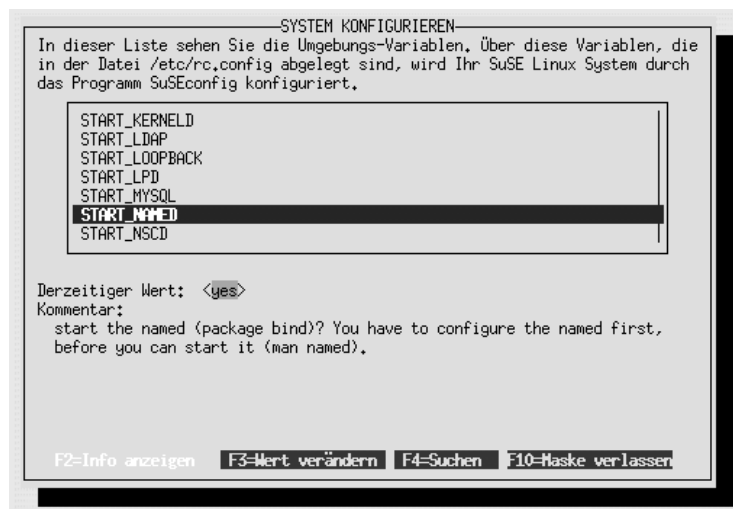 SYSTEM KONFIGURIEREN
In dieser Liste sehen Sie die Umgebungs-Variablen. Über diese Variablen, die
in der Datei /etc/rc.config abgelegt sind, wird Ihr SuSE Linux System durch
das Programm SuSEconfig konfiguriert.
START_KERNELD
START_LDAP
START_LOOPBACK
START_LPD
START_MYSQL
START_NAMED
START_NSCD
Derzeitiger Wert: <yes>
Kommentar:
start the named (package bind)? You have to configure the named first,
before you can start it (man named).
F2=Info anzeigen F3=Wert verändern F4=Suchen F10=Maske verlassen